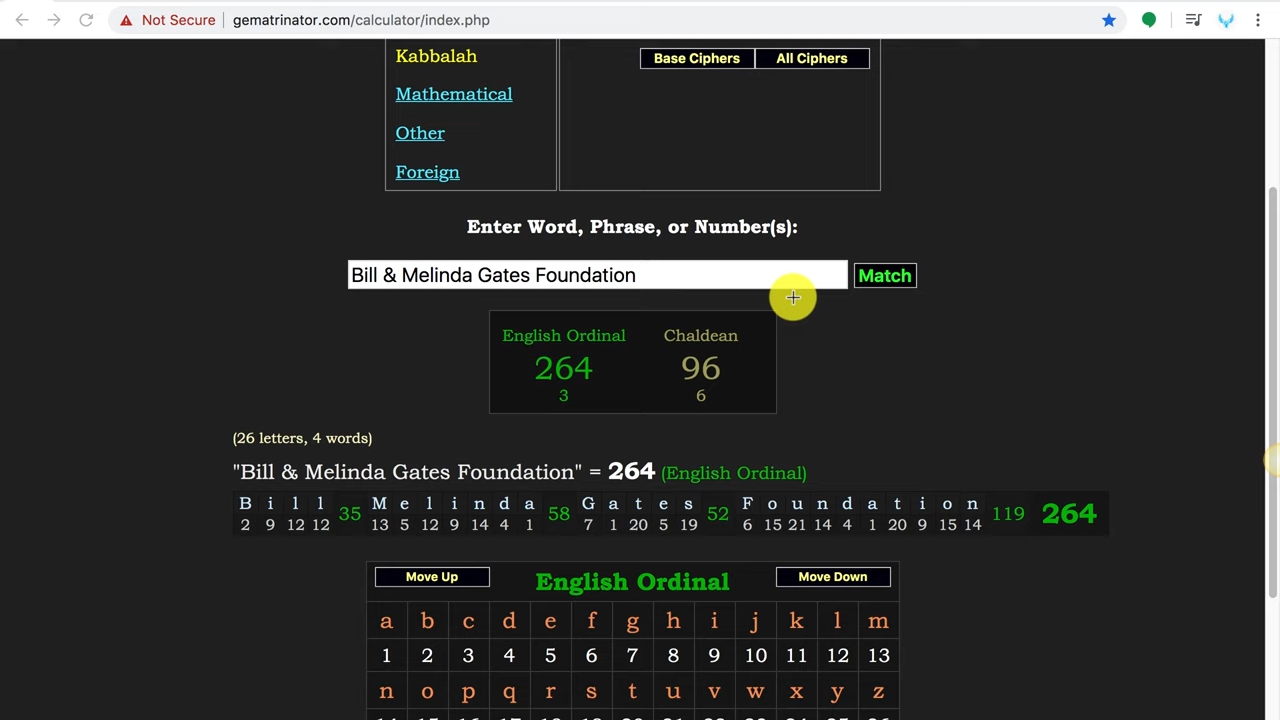 Not Secure gematrinator.com/calculator/index.php
Kabbalah
Base Ciphers All Ciphers
Mathematical
Other
Foreign
Enter Word, Phrase, or Number(s):
Bill & Melinda Gates Foundation Match
English Ordinal Chaldean
264 96
3 6
(26 letters, 4 words)
"Bill & Melinda Gates Foundation" = 264 (English Ordinal)
B i l l 35 M e l i n d a 58 G a t e s 52 F o u n d a t i o n 119 264
2 9 12 12 13 5 12 9 14 4 1 7 1 20 5 19 6 15 21 14 4 1 20 9 15 14
Move Up English Ordinal Move Down
a b c d e f g h i j k l m
1 2 3 4 5 6 7 8 9 10 11 12 13
n o p q r s t u v w x y z